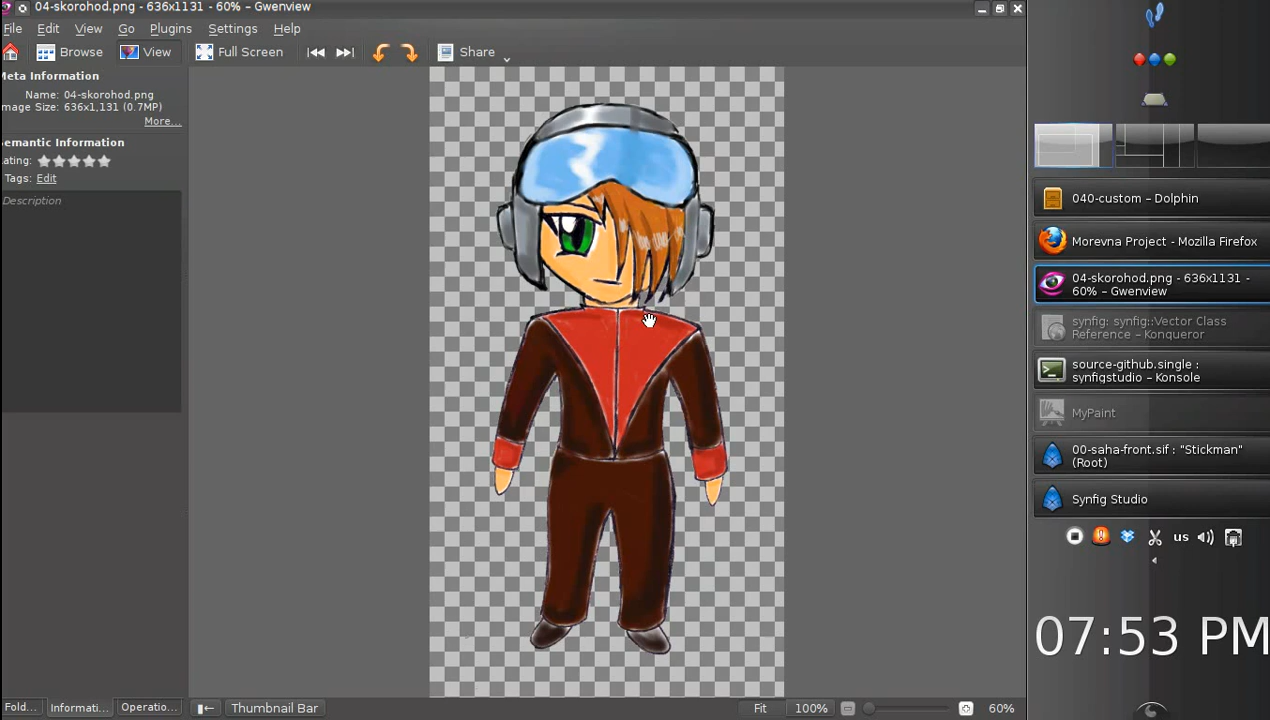 04-skorohod.png - 636x1131 - 60% – Gwenview
File Edit View Go Plugins Settings Help
Browse View Full Screen Share
Meta Information
Name: 04-skorohod.png
mage Size: 636x1,131 (0.7MP)
More...
Semantic Information
ating:
Tags: Edit
Description
040-custom – Dolphin
Morevna Project - Mozilla Firefox
04-skorohod.png - 636x1131 -
60% – Gwenview
synfig: synfig::Vector Class
Reference – Konqueror
source-github.single :
synfigstudio – Konsole
MyPaint
00-saha-front.sif : "Stickman"
(Root)
Synfig Studio
us
07:53 PM
Fold... Informati... Operatio... Thumbnail Bar Fit 100% 60%